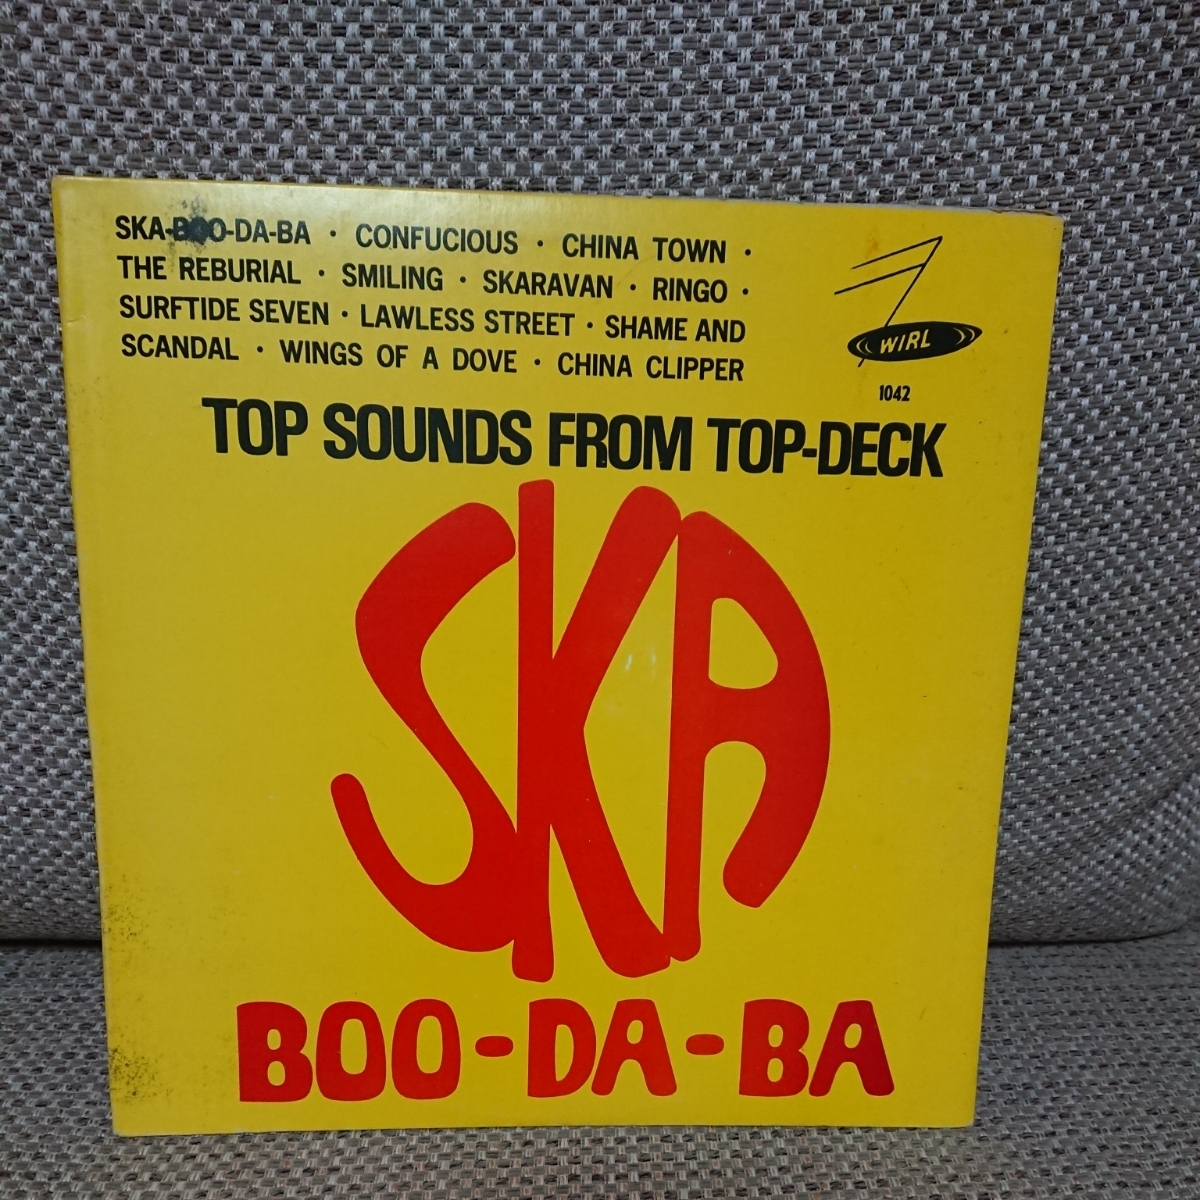 SKA-BOO-DA-BA · CONFUCIOUS · CHINA TOWN ·
THE REBURIAL · SMILING · SKARAVAN · RINGO ·
SURFTIDE SEVEN · LAWLESS STREET · SHAME AND
SCANDAL · WINGS OF A DOVE · CHINA CLIPPER
WIRL
1042
TOP SOUNDS FROM TOP-DECK
SKA
BOO-DA-BA